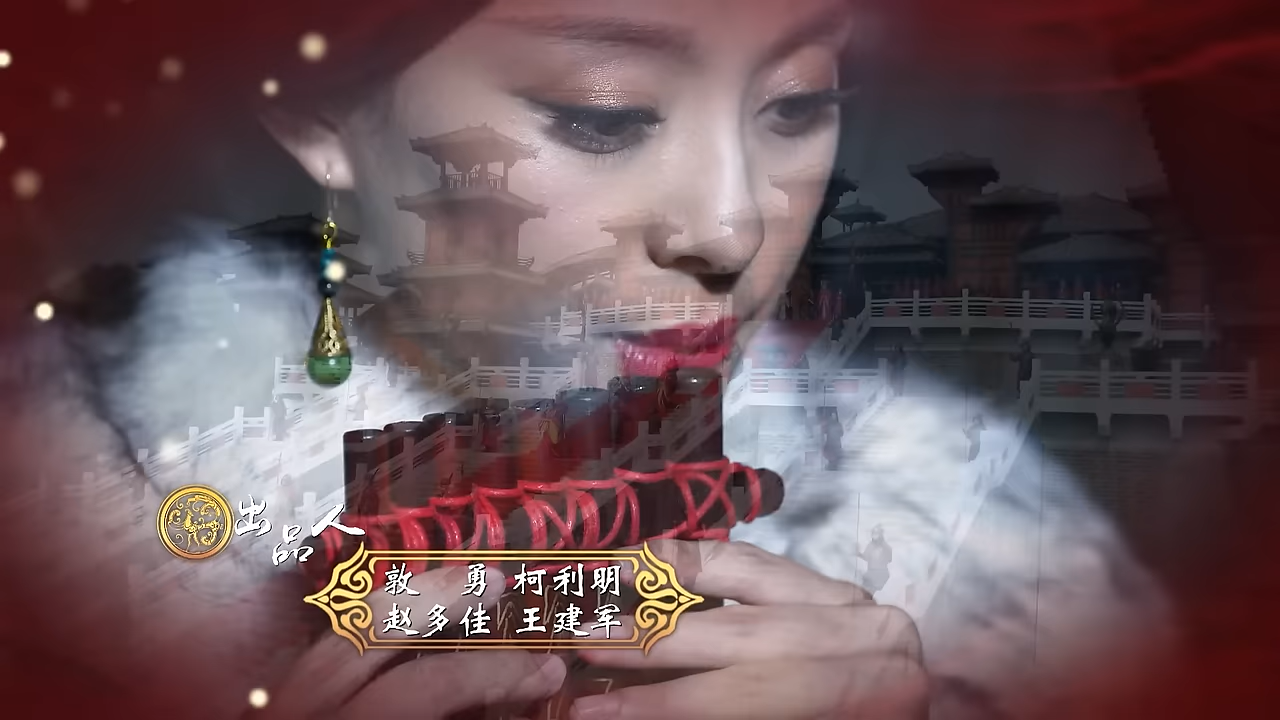 出品人
敦 勇 柯利明
赵多佳 王建军